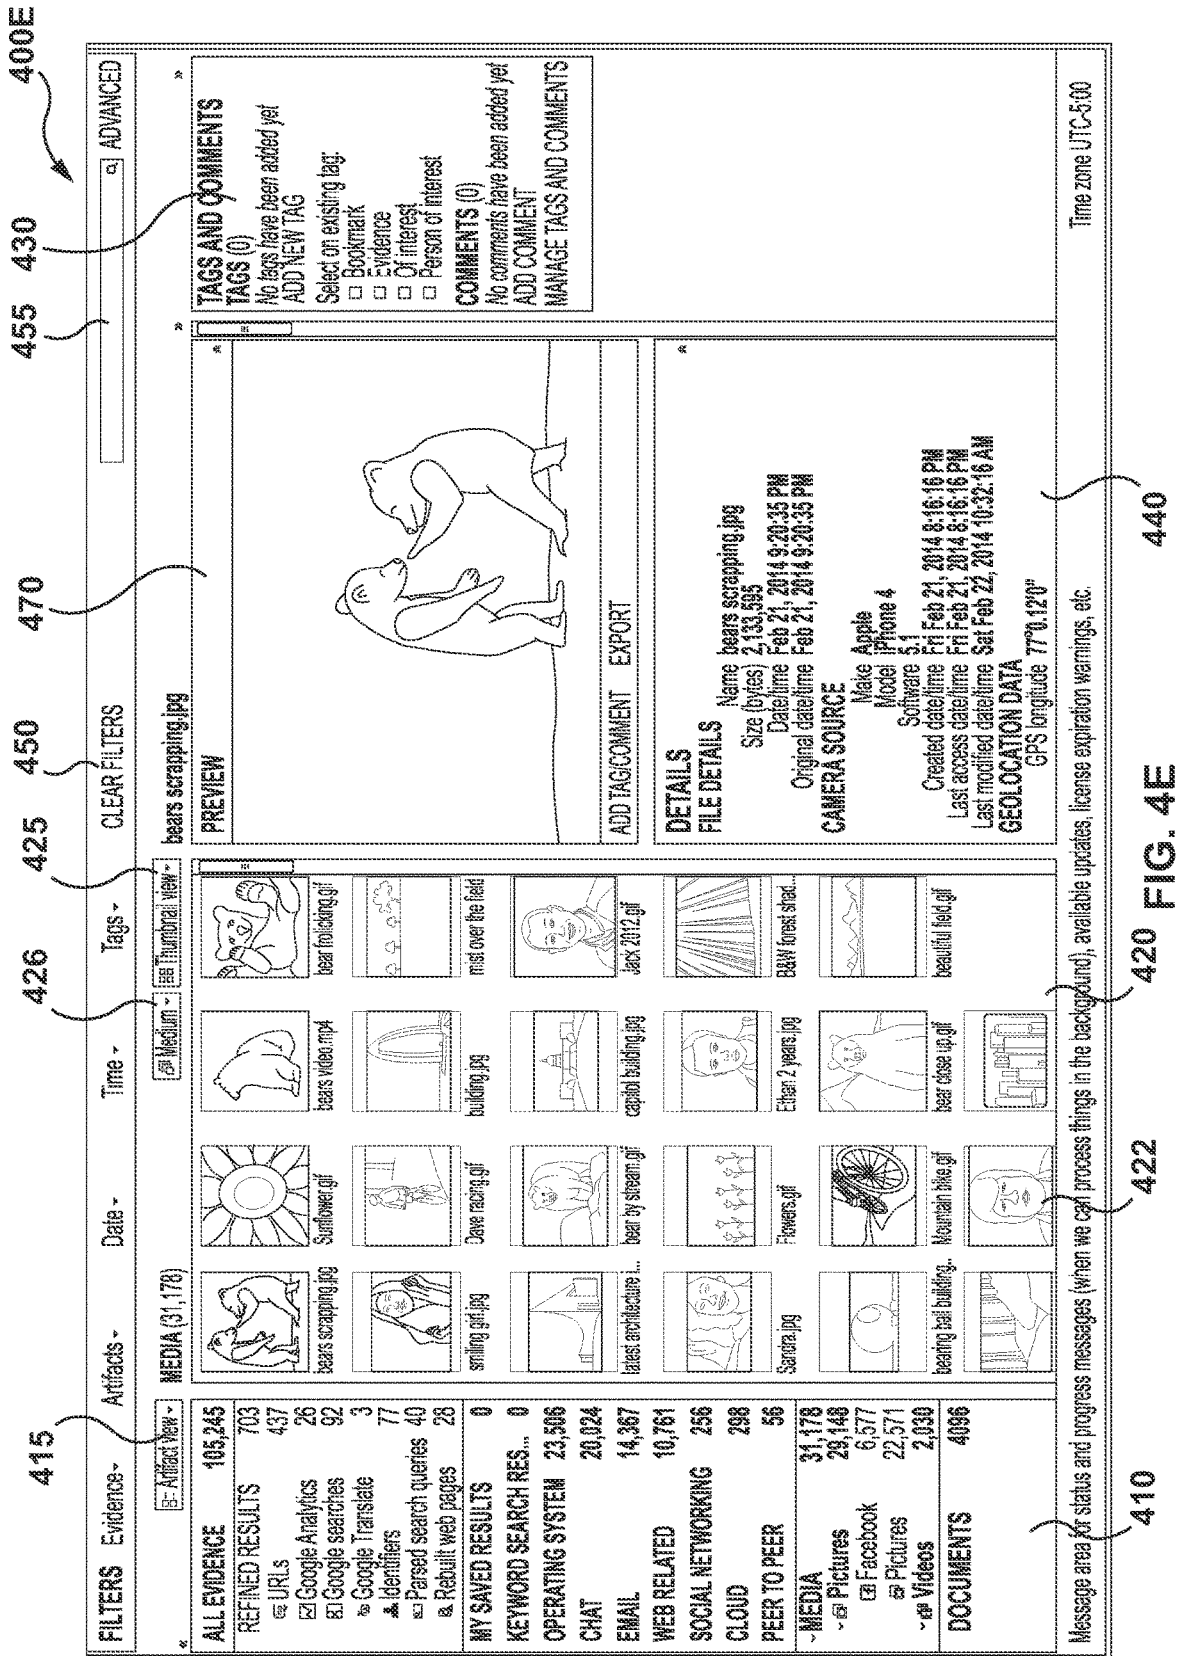 400E
455
430
470
450
425
426
415
FILTERS Evidence Artifacts Date Time Tags CLEAR FILTERS ADVANCED
Artifact view
ALL EVIDENCE 105,245
REFINED RESULTS 703
URLs 437
Google Analytics 26
Google searches 92
Google Translate 3
Identifiers 77
Parsed search queries 40
Rebuilt web pages 28
MY SAVED RESULTS 0
KEYWORD SEARCH RES... 0
OPERATING SYSTEM 23,506
CHAT 20,024
EMAIL 14,367
WEB RELATED 10,761
SOCIAL NETWORKING 256
CLOUD 298
PEER TO PEER 56
MEDIA 31,178
Pictures 29,148
Facebook 6,577
Pictures 22,571
Videos 2,030
DOCUMENTS 4096
MEDIA (31,178) Medium Thumbnail view
bears scrapping.jpg Sunflower.gif bears video.mp4 bear frolicking.gif
smiling girl.jpg Dave racing.gif building.jpg mist over the field
latest architecture i... bear by stream.gif capitol building.jpg Jack 2012.gif
Sandra.jpg Flowers.gif Ethan 2 years.jpg B&W forest shad...
bearing ball building... Mountain bike.gif bear close up.gif beautiful field.gif
bears scrapping.jpg
PREVIEW
ADD TAG/COMMENT EXPORT
DETAILS
FILE DETAILS
Name bears scrapping.jpg
Size (bytes) 2,133,595
Date/time Feb 21, 2014 9:20:35 PM
Original date/time Feb 21, 2014 9:20:35 PM
CAMERA SOURCE
Make Apple
Model iPhone 4
Software 5.1
Created date/time Fri Feb 21, 2014 8:16:16 PM
Last access date/time Fri Feb 21, 2014 8:16:16 PM
Last modified date/time Sat Feb 22, 2014 10:32:16 AM
GEOLOCATION DATA
GPS longitude 77°0.12'0"
TAGS AND COMMENTS
TAGS (0)
No tags have been added yet
ADD NEW TAG
Select on existing tag:
Bookmark
Evidence
Of interest
Person of interest
COMMENTS (0)
No comments have been added yet
ADD COMMENT
MANAGE TAGS AND COMMENTS
Message area for status and progress messages (when we can process things in the background), available updates, license expiration warnings, etc. Time zone UTC-5:00
410
422
420
440
FIG. 4E